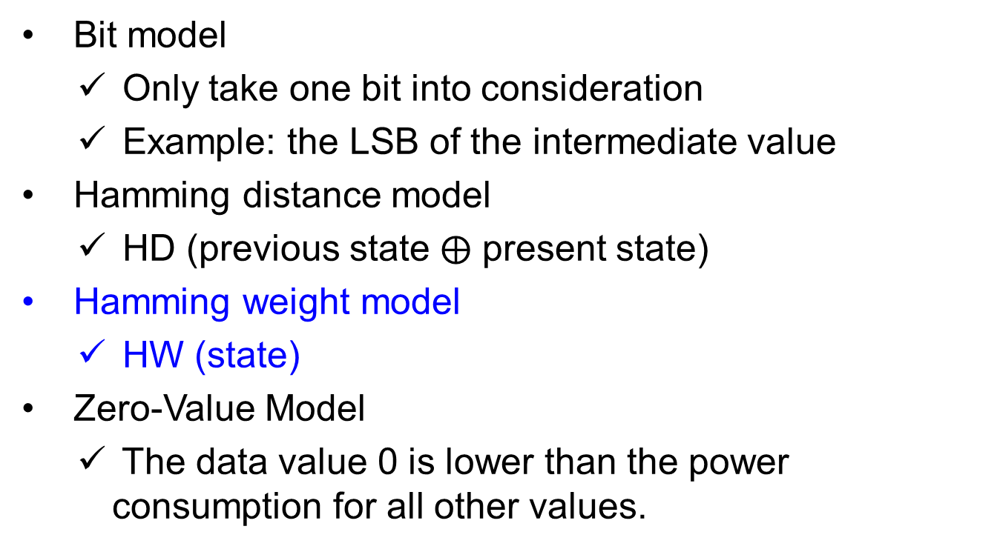 • Bit model
✓ Only take one bit into consideration
✓ Example: the LSB of the intermediate value
• Hamming distance model
✓ HD (previous state ⊕ present state)
• Hamming weight model
✓ HW (state)
• Zero-Value Model
✓ The data value 0 is lower than the power
consumption for all other values.